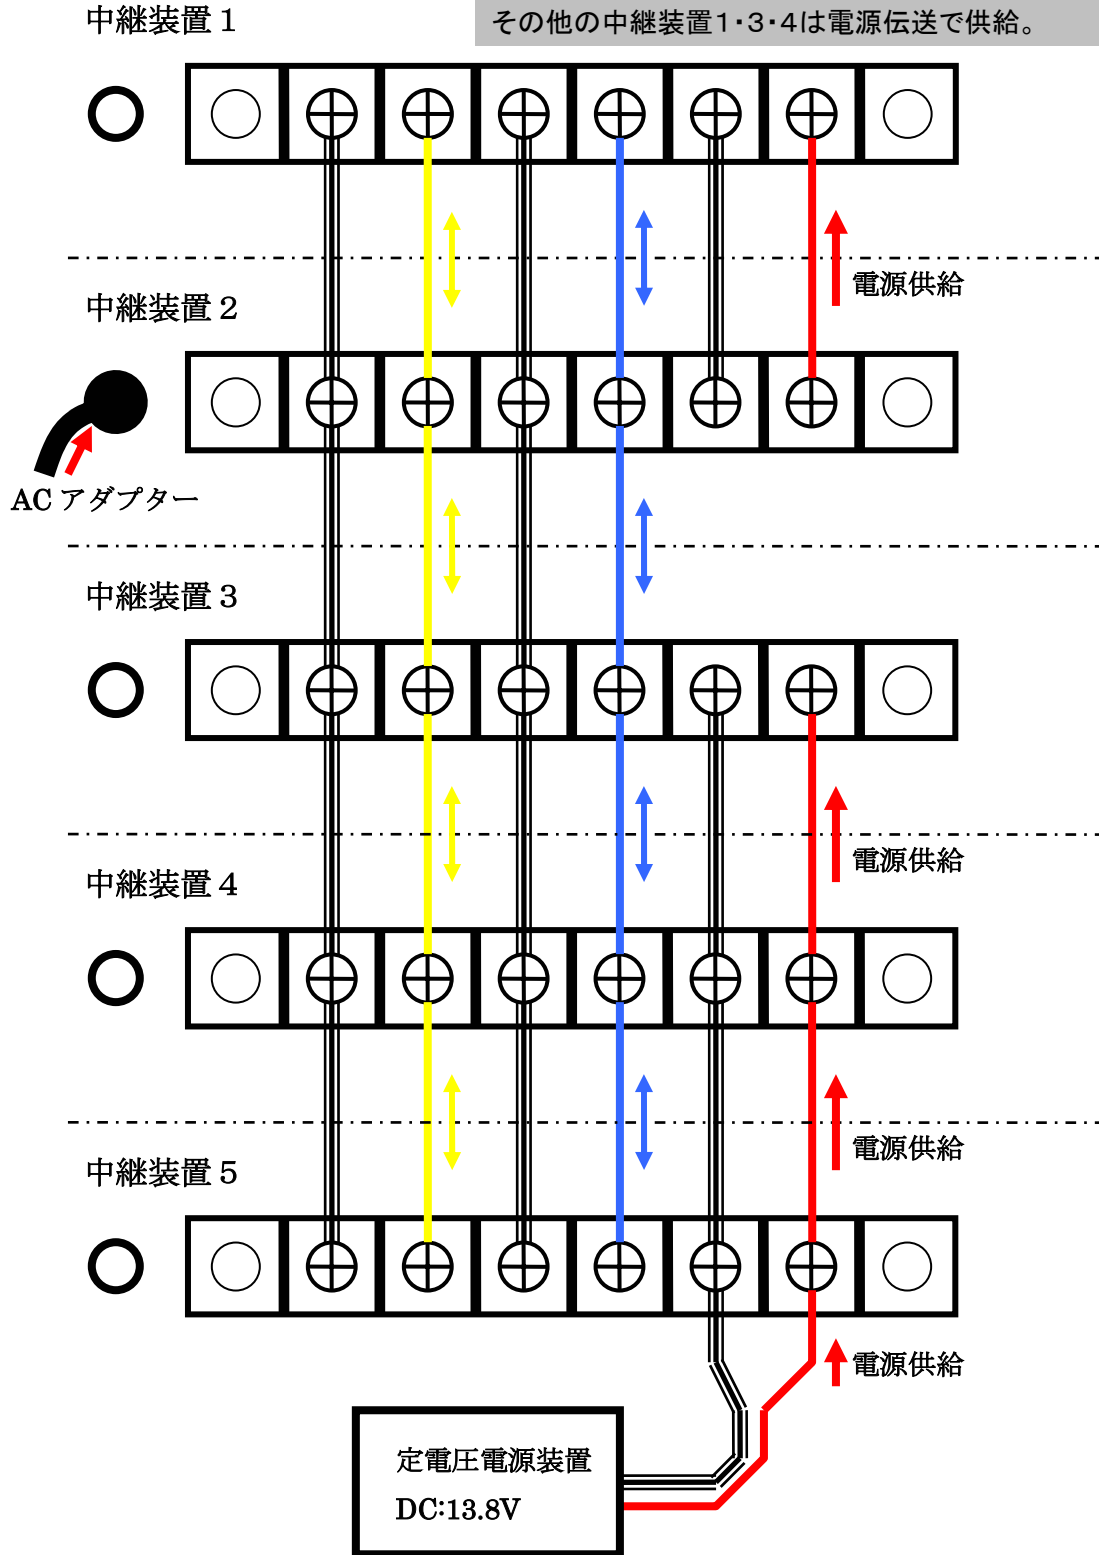 中継装置 1
その他の中継装置1・3・4は電源伝送で供給。
電源供給
中継装置 2
AC アダプター
中継装置 3
電源供給
中継装置 4
電源供給
中継装置 5
電源供給
定電圧電源装置
DC:13.8V